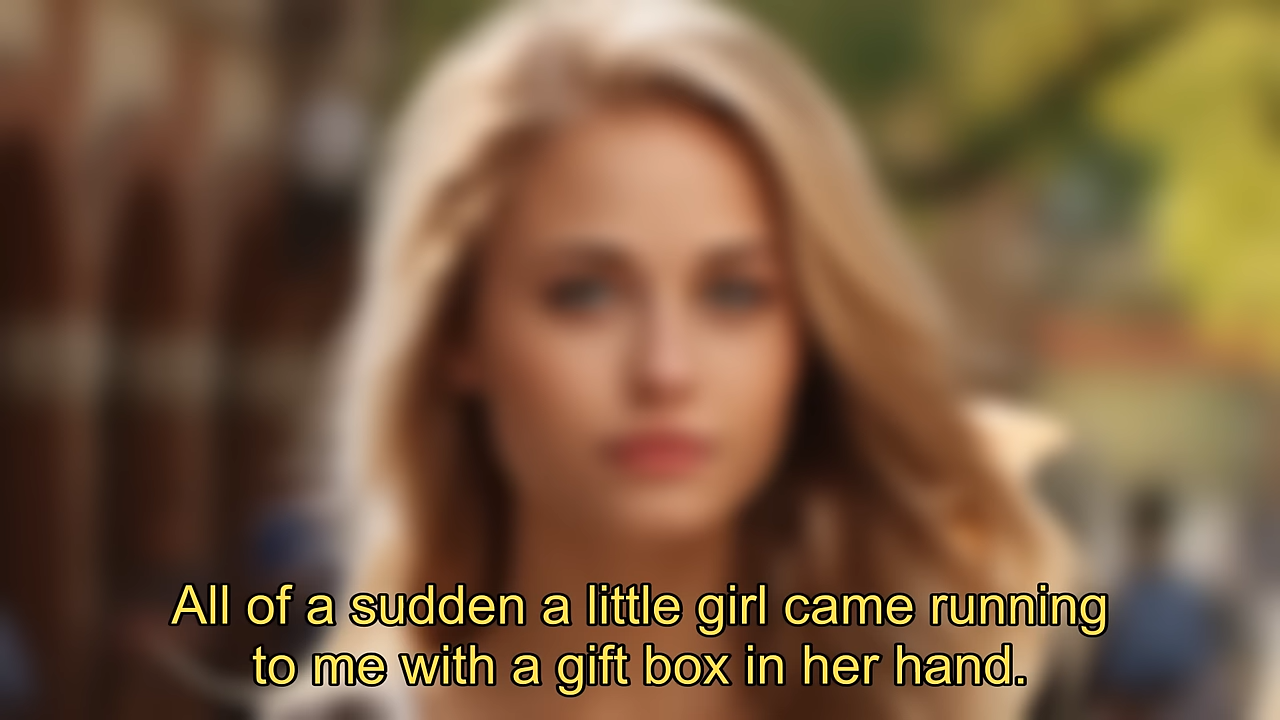 All of a sudden a little girl came running
to me with a gift box in her hand.